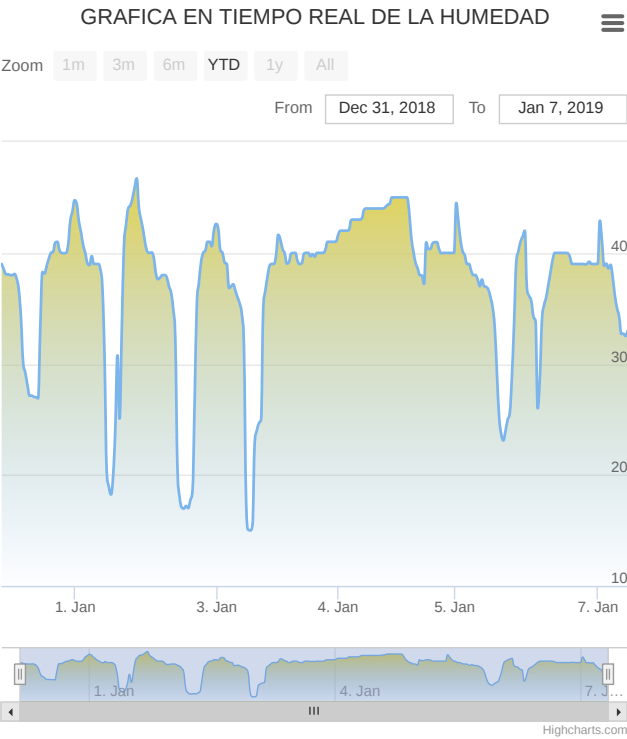 GRAFICA EN TIEMPO REAL DE LA HUMEDAD
Zoom 1m 3m 6m YTD 1y All
From Dec 31, 2018 To Jan 7, 2019
40
30
20
10
1. Jan 3. Jan 4. Jan 5. Jan 7. Jan
1. Jan 4. Jan 7. J…
Highcharts.com